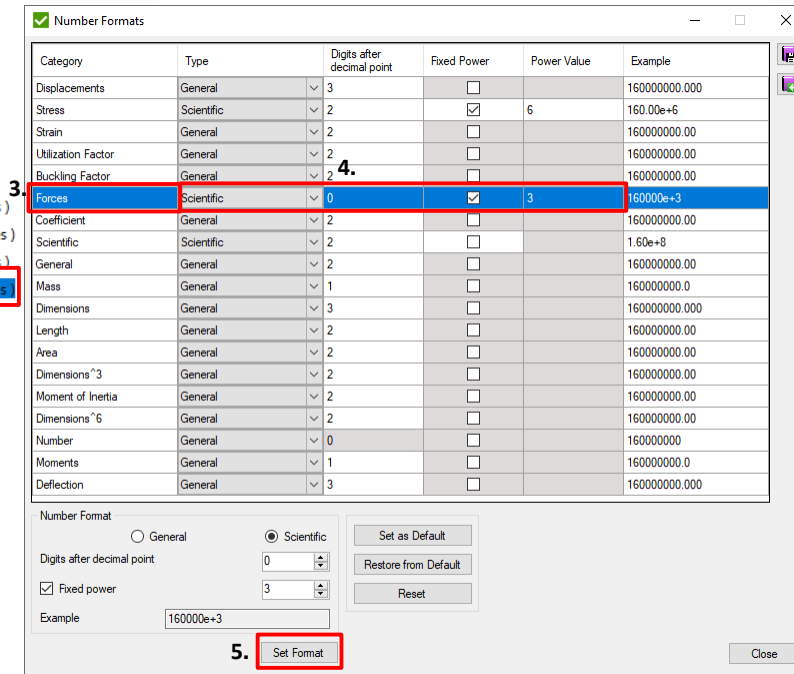 Number Formats
Category Type Digits after decimal point Fixed Power Power Value Example
Displacements General 3 160000000.000
Stress Scientific 2 6 160.00e+6
Strain General 2 160000000.00
Utilization Factor General 2 160000000.00
4.
Buckling Factor General 2 160000000.00
3.
Forces Scientific 0 3 160000e+3
)
Coefficient General 2 160000000.00
s)
Scientific Scientific 2 1.60e+8
)
General General 2 160000000.00
s)
Mass General 1 160000000.0
Dimensions General 3 160000000.000
Length General 2 160000000.00
Area General 2 160000000.00
Dimensions^3 General 2 160000000.00
Moment of Inertia General 2 160000000.00
Dimensions^6 General 2 160000000.00
Number General 0 160000000
Moments General 1 160000000.0
Deflection General 3 160000000.000
Number Format
General Scientific
Digits after decimal point 0
Fixed power 3
Example 160000e+3
Set as Default
Restore from Default
Reset
5. Set Format
Close